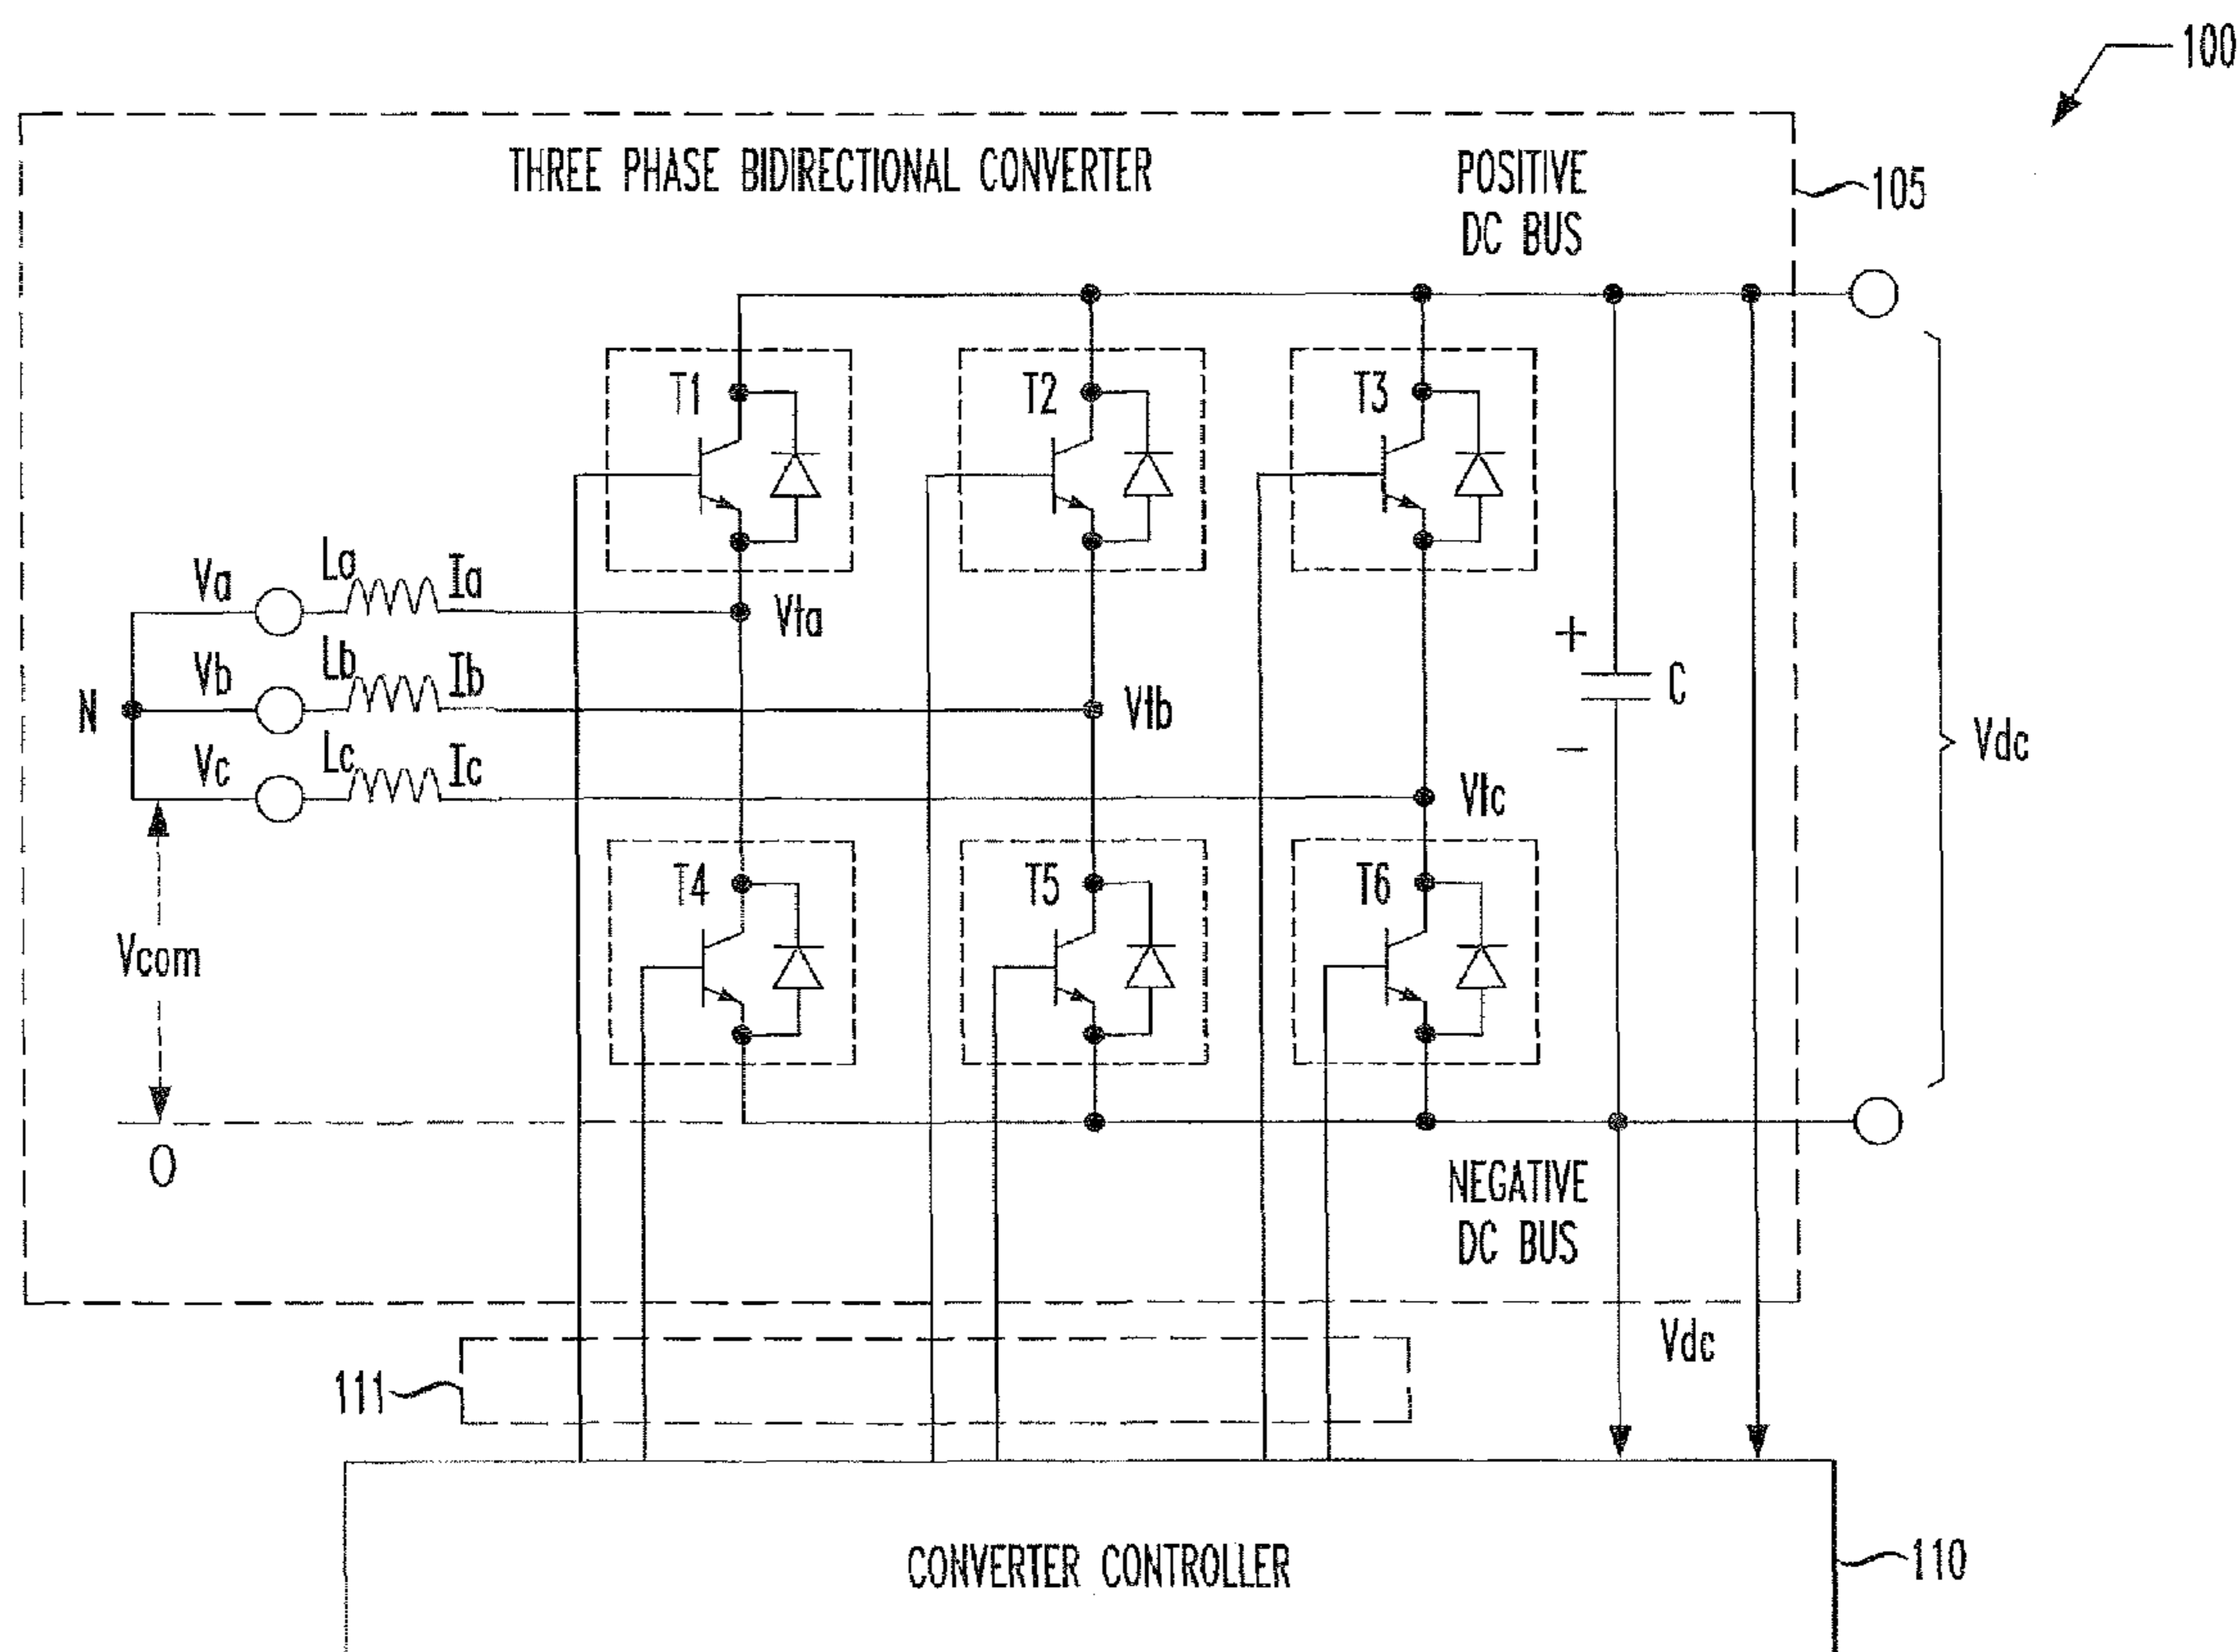 100
THREE PHASE BIDIRECTIONAL CONVERTER
POSITIVE
DC BUS
105
T1
T2
T3
Va
La
Ia
Vta
Vb
Lb
Ib
N
Vtb
Vc
Lc
Ic
Vtc
+
C
−
Vdc
T4
T5
T6
Vcom
O
NEGATIVE
DC BUS
Vdc
111
CONVERTER CONTROLLER
110